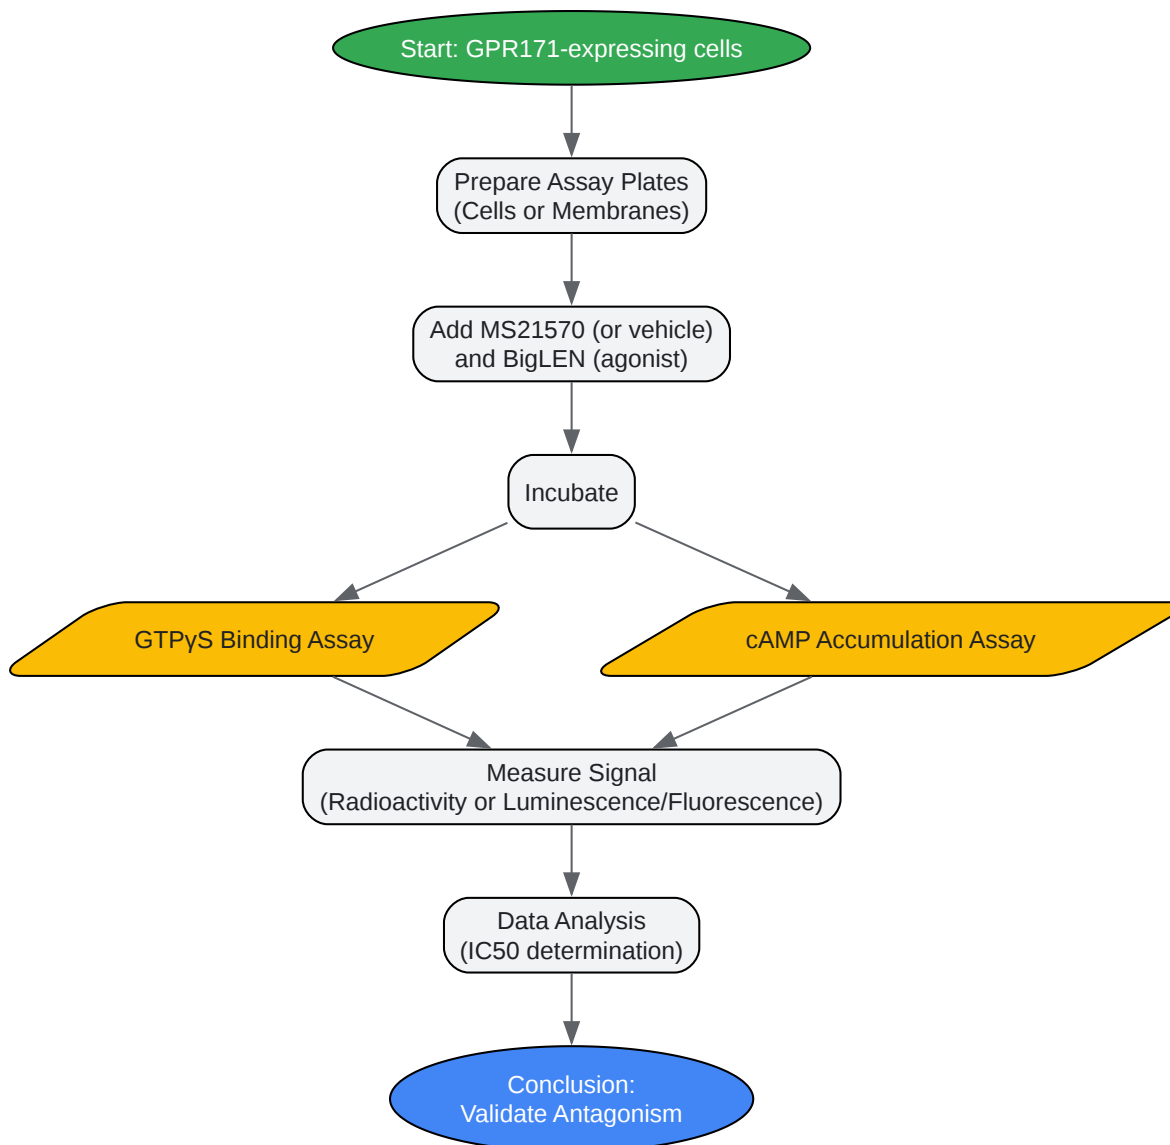 Start: GPR171-expressing cells
Prepare Assay Plates
(Cells or Membranes)
Add MS21570 (or vehicle)
and BigLEN (agonist)
Incubate
GTPγS Binding Assay
cAMP Accumulation Assay
Measure Signal
(Radioactivity or Luminescence/Fluorescence)
Data Analysis
(IC50 determination)
Conclusion:
Validate Antagonism